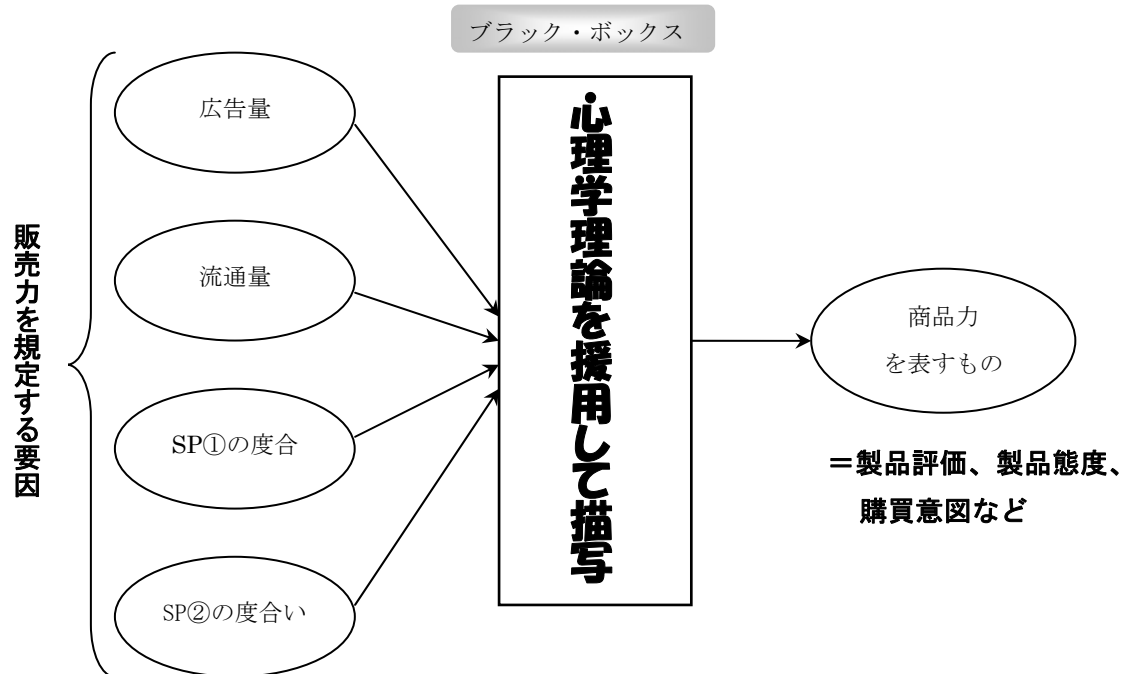 ブラック・ボックス
販売力を規定する要因
広告量
流通量
SP①の度合
SP②の度合い
心理学理論を援用して描写
商品力
を表すもの
=製品評価、製品態度、
購買意図など